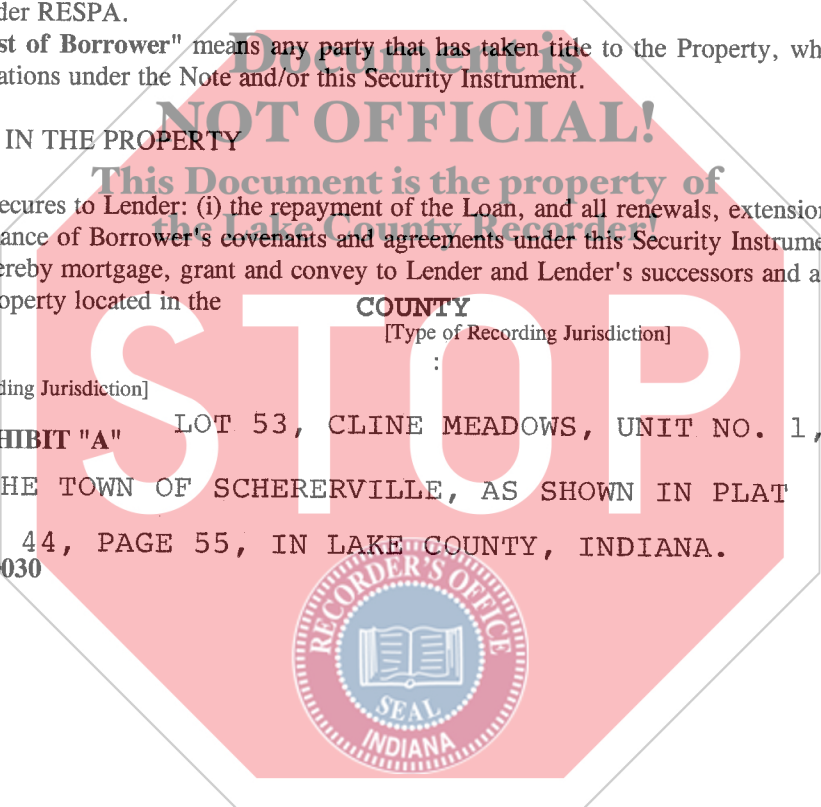 der RESPA.
st of Borrower" means any party that has taken title to the Property, wh
ations under the Note and/or this Security Instrument.
Document is
NOT OFFICIAL!
This Document is the property of
the Lake County Recorder!
IN THE PROPERTY
ecures to Lender: (i) the repayment of the Loan, and all renewals, extension
ance of Borrower's covenants and agreements under this Security Instrume
ereby mortgage, grant and convey to Lender and Lender's successors and a
operty located in the COUNTY
[Type of Recording Jurisdiction]
:
ding Jurisdiction]
HIBIT "A" LOT 53, CLINE MEADOWS, UNIT NO. 1,
HE TOWN OF SCHERERVILLE, AS SHOWN IN PLAT
44, PAGE 55, IN LAKE COUNTY, INDIANA.
030
STOP
RECORDER'S OFFICE
SEAL
INDIANA